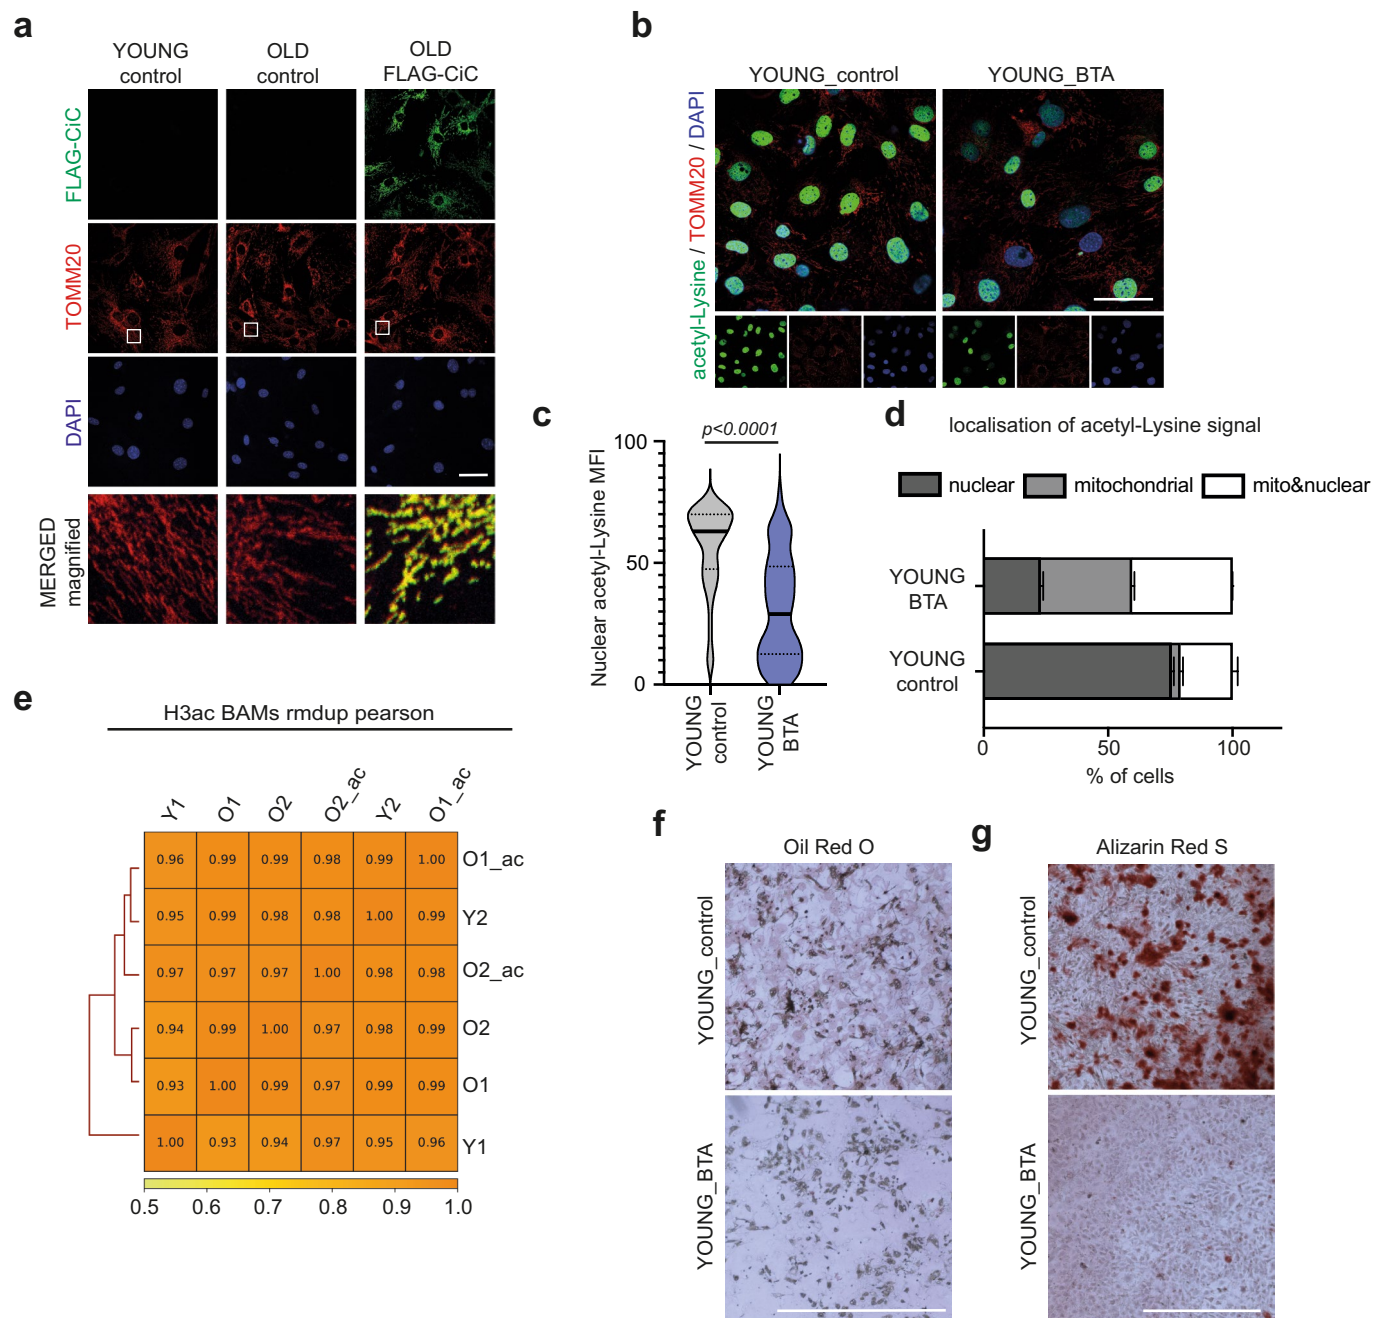 a
YOUNG
control
OLD
control
OLD
FLAG-CiC
FLAG-CiC
TOMM20
DAPI
MERGED
magnified
b
YOUNG_control
YOUNG_BTA
acetyl-Lysine / TOMM20 / DAPI
c
p<0.0001
Nuclear acetyl-Lysine MFI
100
50
0
YOUNG
control
YOUNG
BTA
d
localisation of acetyl-Lysine signal
nuclear
mitochondrial
mito&nuclear
YOUNG
BTA
YOUNG
control
0 50 100
% of cells
e
H3ac BAMs rmdup pearson
Y1 O1 O2 O2_ac Y2 O1_ac
0.96 0.99 0.99 0.98 0.99 1.00 O1_ac
0.95 0.99 0.98 0.98 1.00 0.99 Y2
0.97 0.97 0.97 1.00 0.98 0.98 O2_ac
0.94 0.99 1.00 0.97 0.98 0.99 O2
0.93 1.00 0.99 0.97 0.99 0.99 O1
1.00 0.93 0.94 0.97 0.95 0.96 Y1
0.5 0.6 0.7 0.8 0.9 1.0
f
Oil Red O
YOUNG_control
YOUNG_BTA
g
Alizarin Red S
YOUNG_control
YOUNG_BTA